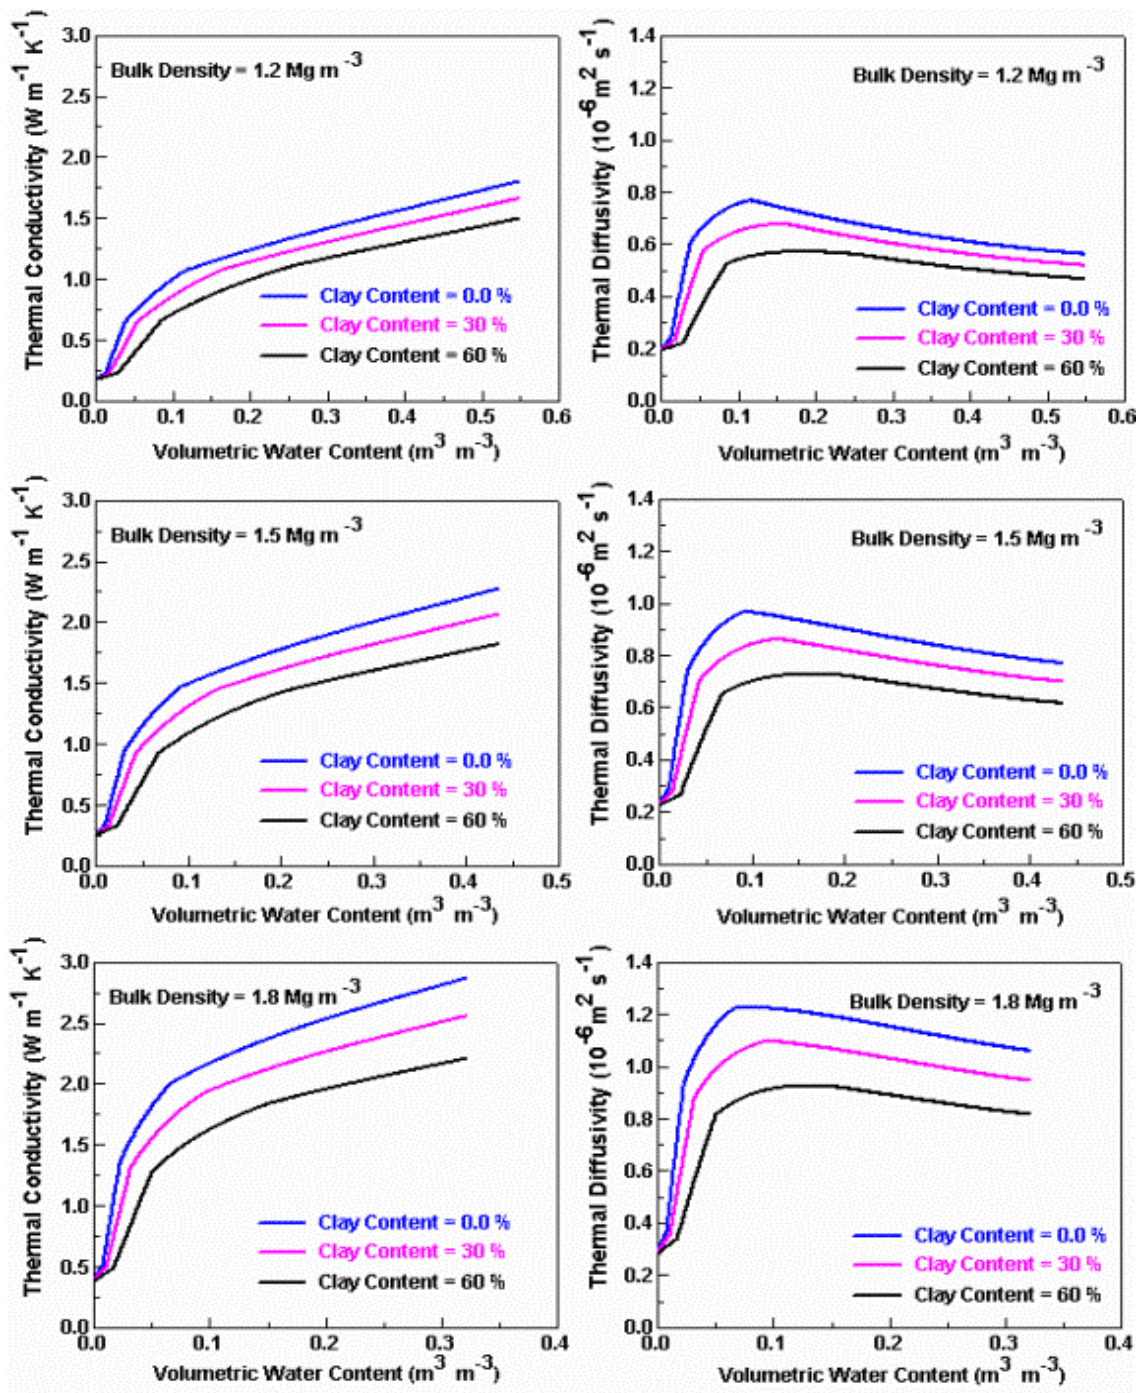 Thermal Conductivity (W m-1 K-1)
3.0
2.5
2.0
1.5
1.0
0.5
0.0
Bulk Density = 1.2 Mg m -3
Clay Content = 0.0 %
Clay Content = 30 %
Clay Content = 60 %
0.0 0.1 0.2 0.3 0.4 0.5 0.6
Volumetric Water Content (m3 m-3)
Thermal Diffusivity (10-6 m2 s-1)
1.4
1.2
1.0
0.8
0.6
0.4
0.2
0.0
Bulk Density = 1.2 Mg m -3
Clay Content = 0.0 %
Clay Content = 30 %
Clay Content = 60 %
0.0 0.1 0.2 0.3 0.4 0.5 0.6
Volumetric Water Content (m3 m-3)
Thermal Conductivity (W m-1 K-1)
3.0
2.5
2.0
1.5
1.0
0.5
0.0
Bulk Density = 1.5 Mg m -3
Clay Content = 0.0 %
Clay Content = 30 %
Clay Content = 60 %
0.0 0.1 0.2 0.3 0.4 0.5
Volumetric Water Content (m3 m-3)
Thermal Diffusivity (10-6 m2 s-1)
1.4
1.2
1.0
0.8
0.6
0.4
0.2
0.0
Bulk Density = 1.5 Mg m -3
Clay Content = 0.0 %
Clay Content = 30 %
Clay Content = 60 %
0.0 0.1 0.2 0.3 0.4 0.5
Volumetric Water Content (m3 m-3)
Thermal Conductivity (W m-1 K-1)
3.0
2.5
2.0
1.5
1.0
0.5
0.0
Bulk Density = 1.8 Mg m -3
Clay Content = 0.0 %
Clay Content = 30 %
Clay Content = 60 %
0.0 0.1 0.2 0.3 0.4
Volumetric Water Content (m3 m-3)
Thermal Diffusivity (10-6 m2 s-1)
1.4
1.2
1.0
0.8
0.6
0.4
0.2
0.0
Bulk Density = 1.8 Mg m -3
Clay Content = 0.0 %
Clay Content = 30 %
Clay Content = 60 %
0.0 0.1 0.2 0.3 0.4
Volumetric Water Content (m3 m-3)